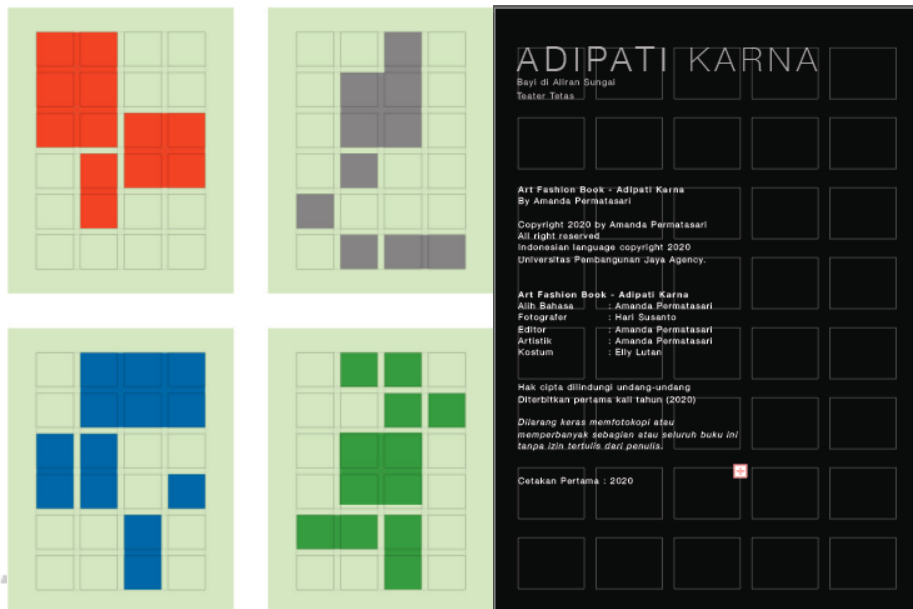 ADIPATI KARNA
Bayi di Aliran Sungai
Teater Tetas
Art Fashion Book - Adipati Karna
By Amanda Permatasari
Copyright 2020 by Amanda Permatasari
All right reserved
Indonesian language copyright 2020
Universitas Pembangunan Jaya Agency.
Art Fashion Book - Adipati Karna
Alih Bahasa : Amanda Permatasari
Fotografer : Hari Susanto
Editor : Amanda Permatasari
Artistik : Amanda Permatasari
Kostum : Elly Lutan
Hak cipta dilindungi undang-undang
Diterbitkan pertama kali tahun (2020)
Dilarang keras memfotokopi atau
memperbanyak sebagian atau seluruh buku ini
tanpa izin tertulis dari penulis.
Cetakan Pertama : 2020